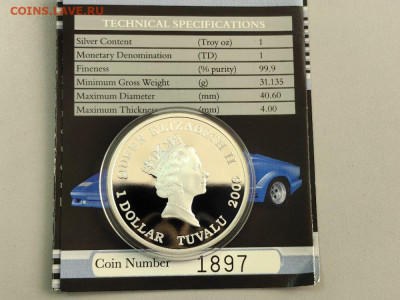 COINS.LAVE.RU
TECHNICAL SPECIFICATIONS
Silver Content (Troy oz) 1
Monetary Denomination (TD) 1
Fineness (% purity) 99.9
Minimum Gross Weight (g) 31.135
Maximum Diameter (mm) 40.60
Maximum Thickness (mm) 4.00
QUEEN ELIZABETH II
1 DOLLAR TUVALU
Coin Number 1897